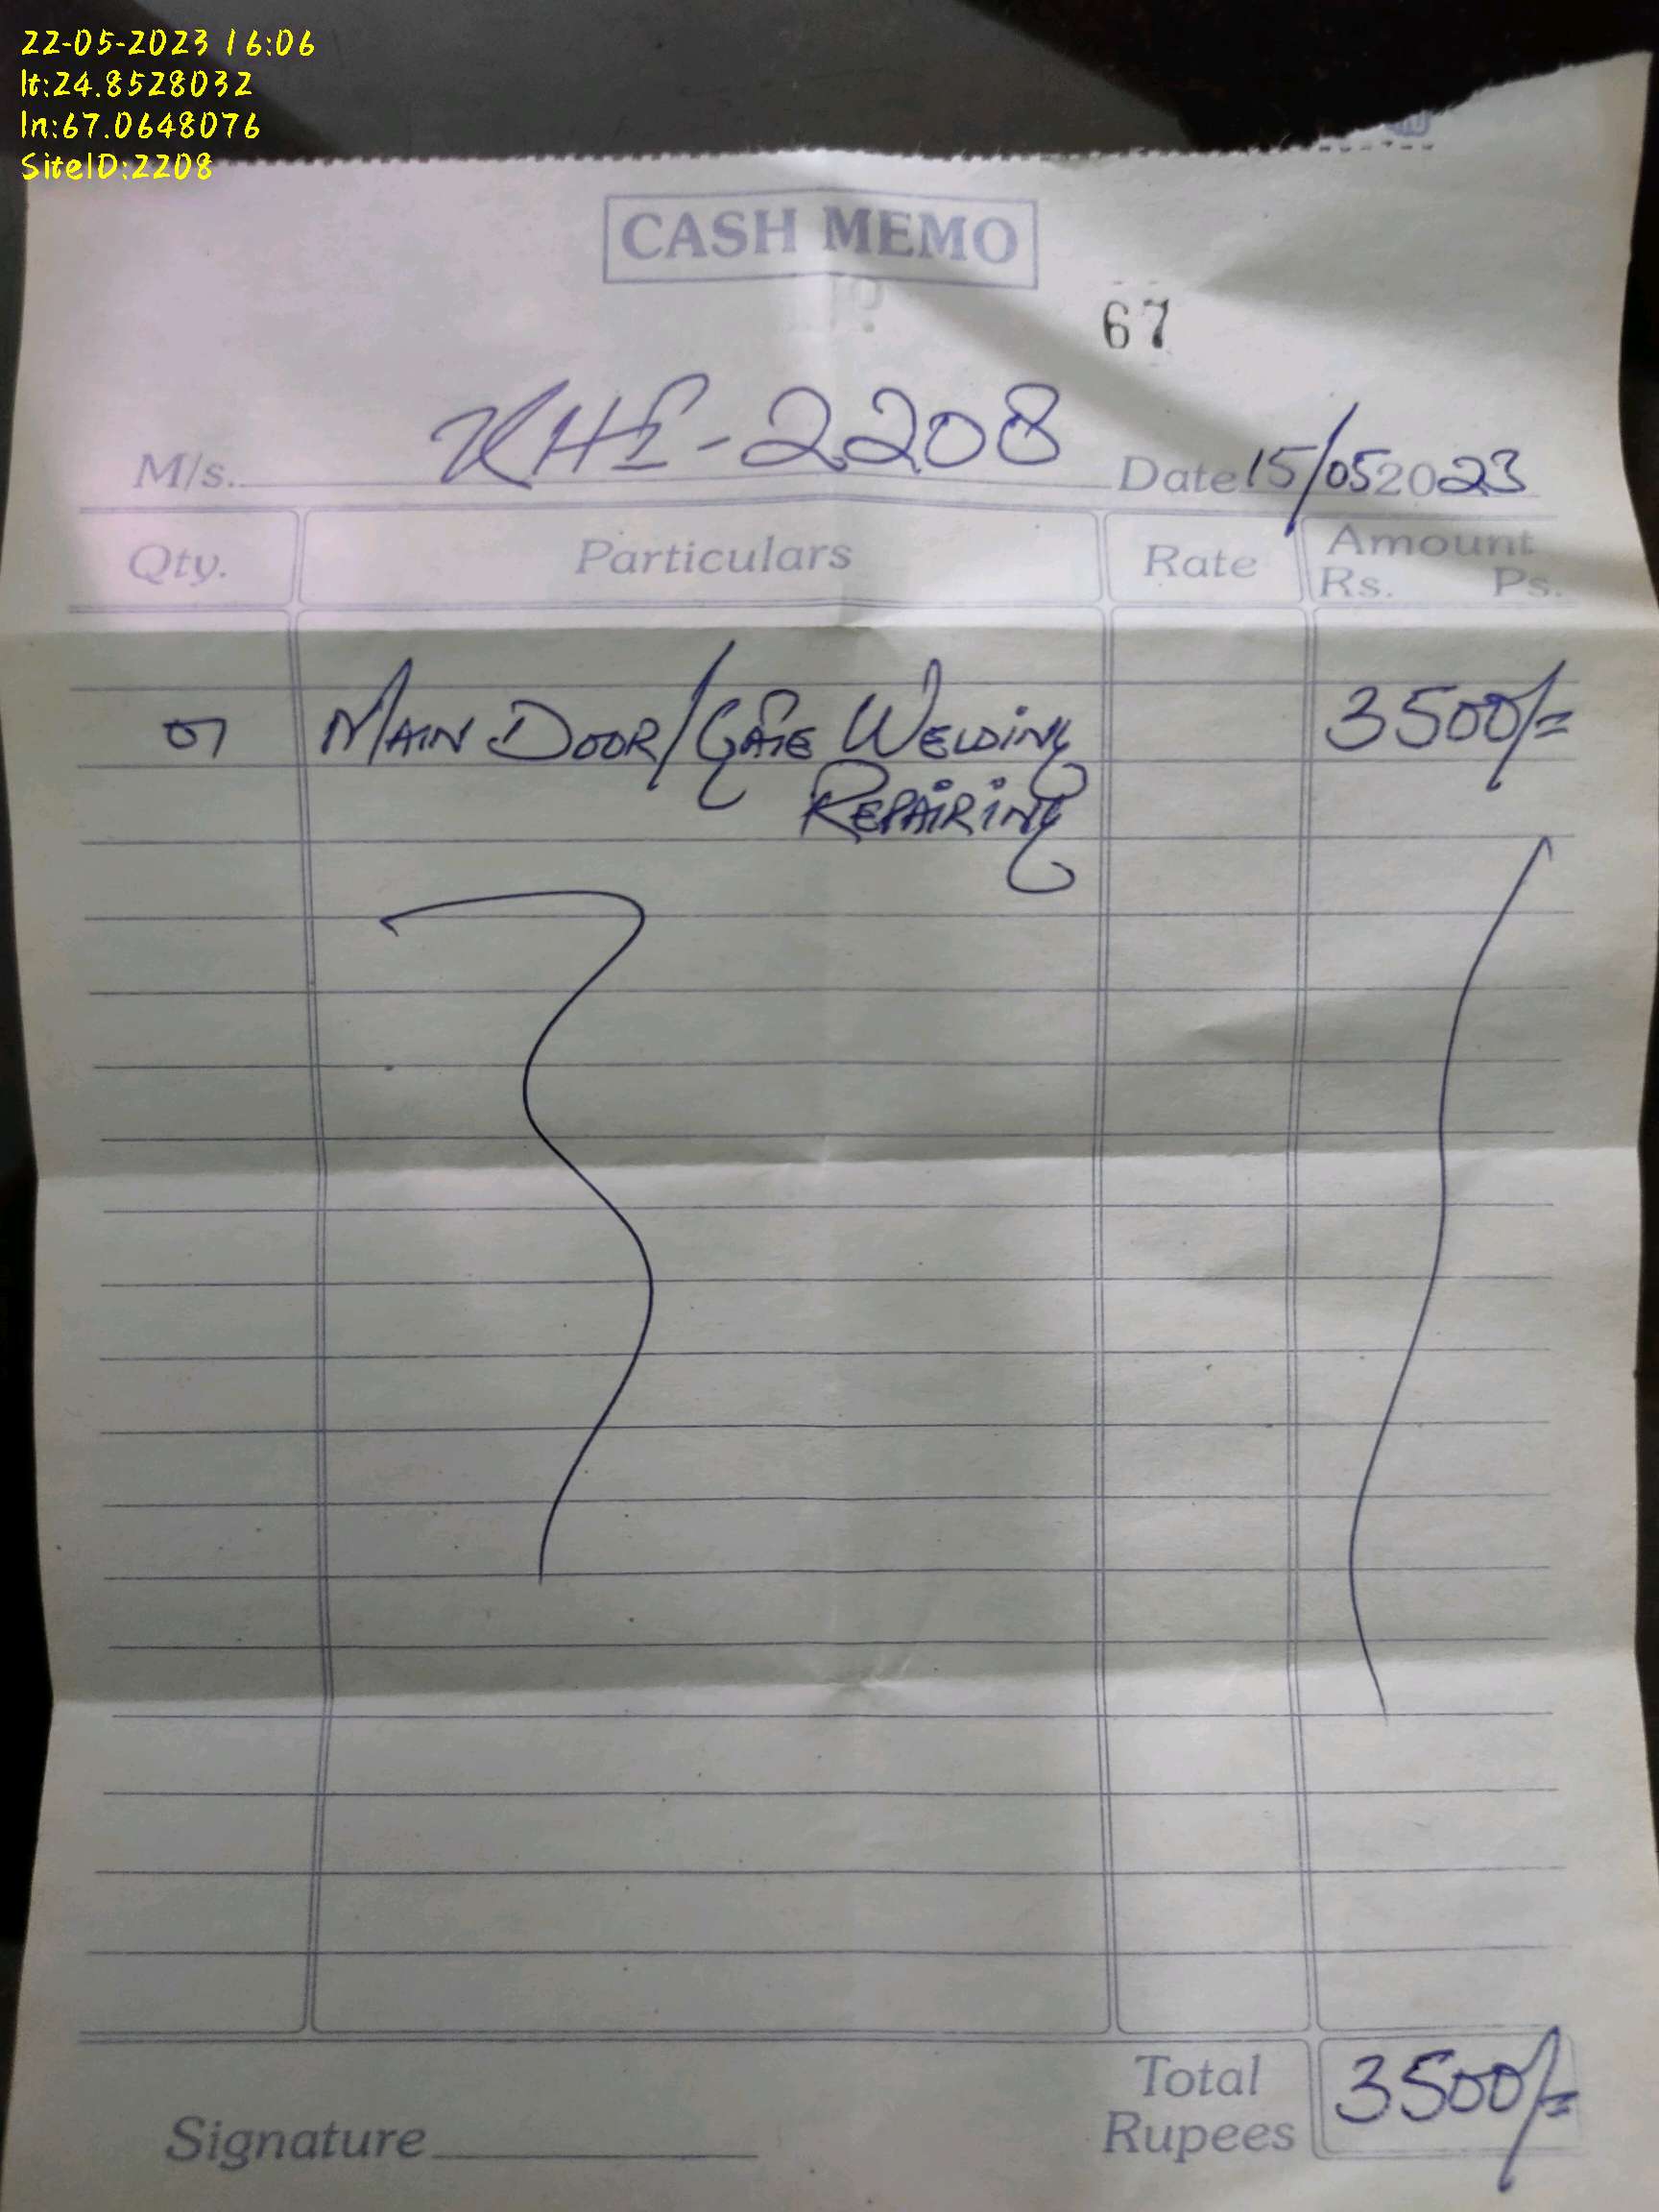 22-05-2023 16:06
lt:24.8528032
ln:67.0648076
SiteID:2208
CASH MEMO
67
M/s. KHI-2208 Date 15/05 2023
Qty. Particulars Rate Amount
Rs. Ps.
01 MAIN DOOR/GATE WELDING 3500/=
REPAIRING
Total
Rupees 3500/=
Signature